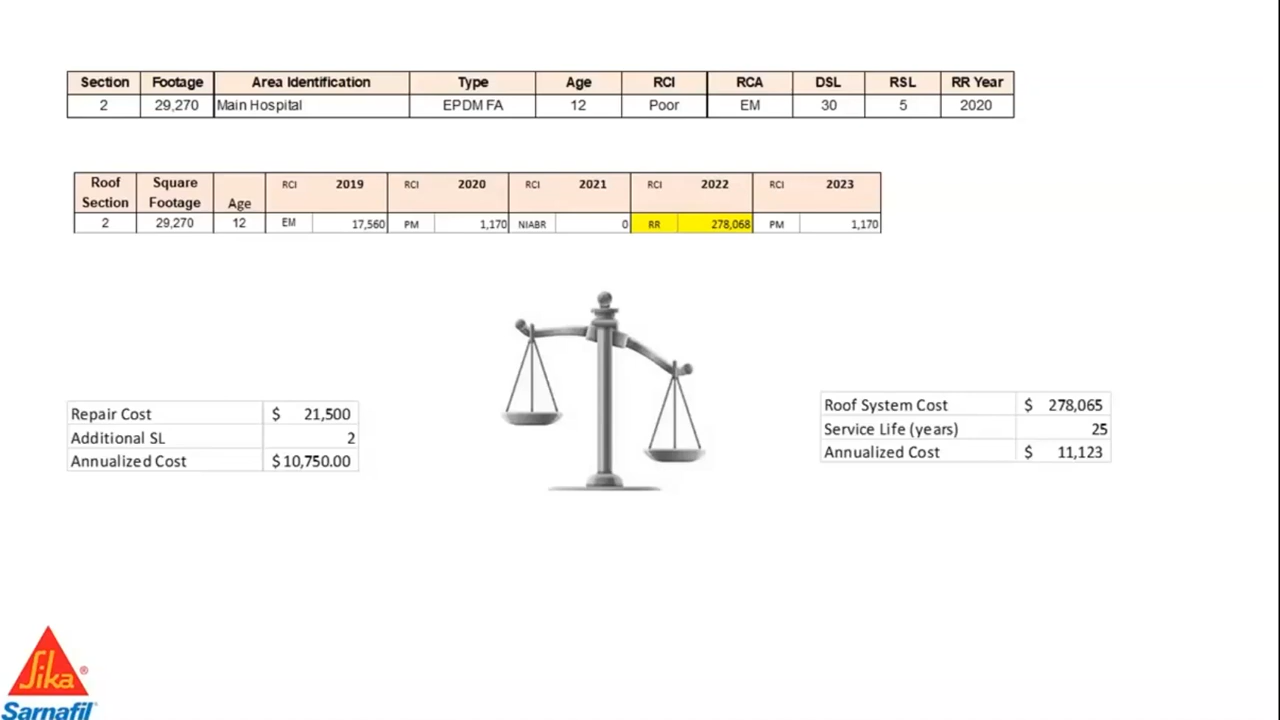 Section Footage Area Identification Type Age RCI RCA DSL RSL RR Year
2 29,270 Main Hospital EPDM FA 12 Poor EM 30 5 2020
Roof Section Square Footage Age RCI 2019 RCI 2020 RCI 2021 RCI 2022 RCI 2023
2 29,270 12 EM 17,560 PM 1,170 NIABR 0 RR 278,068 PM 1,170
Repair Cost $ 21,500
Additional SL 2
Annualized Cost $10,750.00
Roof System Cost $ 278,065
Service Life (years) 25
Annualized Cost $ 11,123
Sika®
Sarnafil